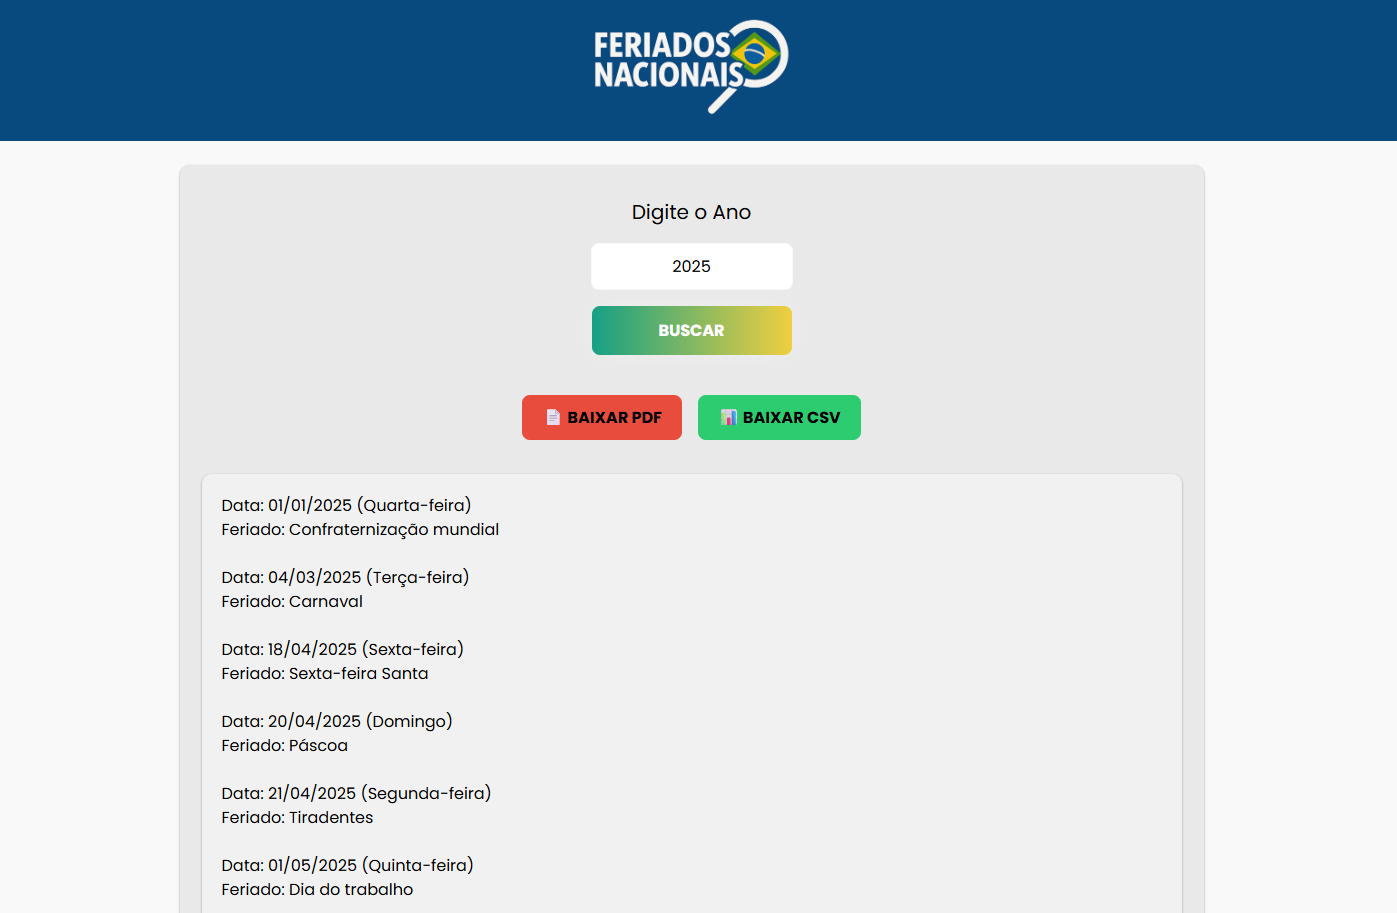 FERIADOS
NACIONAIS
Digite o Ano
2025
BUSCAR
BAIXAR PDF
BAIXAR CSV
Data: 01/01/2025 (Quarta-feira)
Feriado: Confraternização mundial
Data: 04/03/2025 (Terça-feira)
Feriado: Carnaval
Data: 18/04/2025 (Sexta-feira)
Feriado: Sexta-feira Santa
Data: 20/04/2025 (Domingo)
Feriado: Páscoa
Data: 21/04/2025 (Segunda-feira)
Feriado: Tiradentes
Data: 01/05/2025 (Quinta-feira)
Feriado: Dia do trabalho